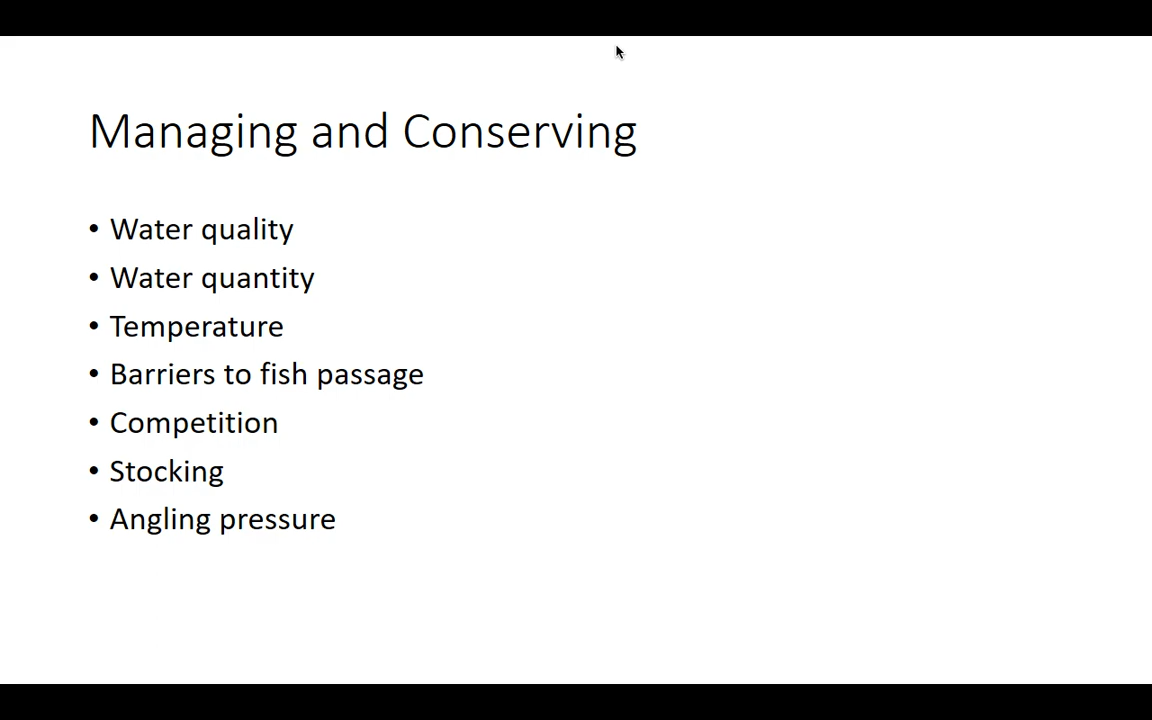 Managing and Conserving
• Water quality
• Water quantity
• Temperature
• Barriers to fish passage
• Competition
• Stocking
• Angling pressure